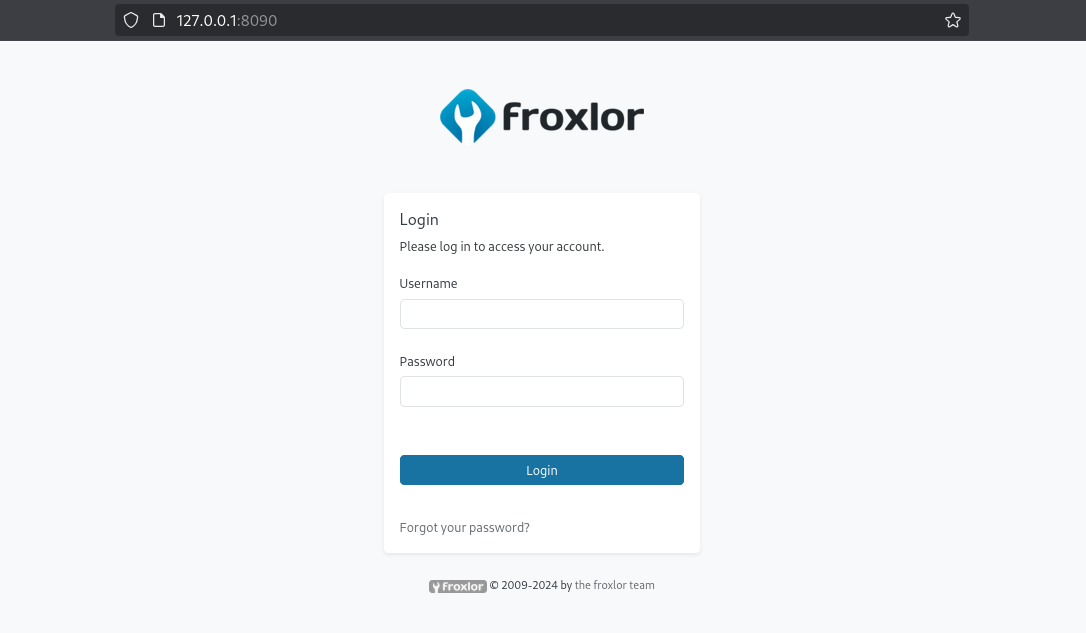 127.0.0.1:8090
froxlor
Login
Please log in to access your account.
Username
Password
Login
Forgot your password?
froxlor © 2009-2024 by the froxlor team